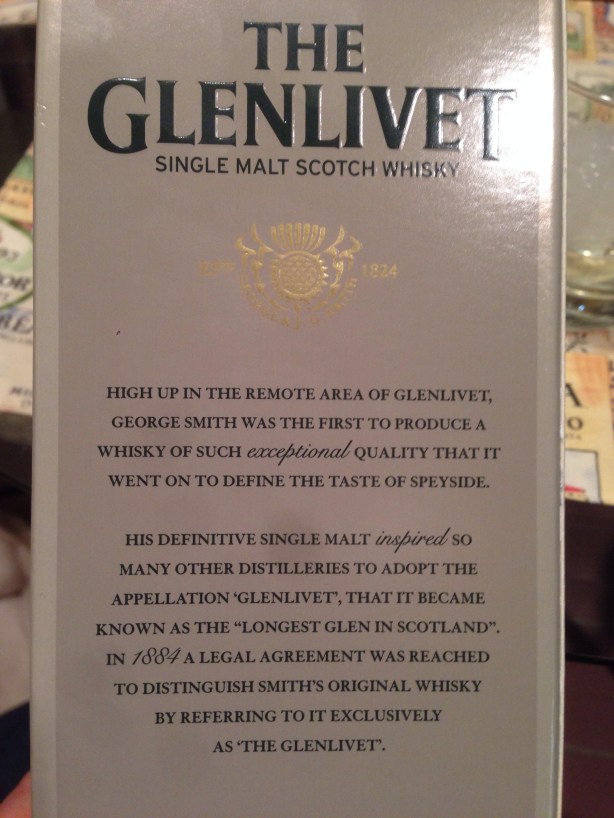 THE
GLENLIVET
SINGLE MALT SCOTCH WHISKY
1824
HIGH UP IN THE REMOTE AREA OF GLENLIVET,
GEORGE SMITH WAS THE FIRST TO PRODUCE A
WHISKY OF SUCH exceptional QUALITY THAT IT
WENT ON TO DEFINE THE TASTE OF SPEYSIDE.
HIS DEFINITIVE SINGLE MALT inspired SO
MANY OTHER DISTILLERIES TO ADOPT THE
APPELLATION ‘GLENLIVET’, THAT IT BECAME
KNOWN AS THE “LONGEST GLEN IN SCOTLAND”.
IN 1884 A LEGAL AGREEMENT WAS REACHED
TO DISTINGUISH SMITH’S ORIGINAL WHISKY
BY REFERRING TO IT EXCLUSIVELY
AS ‘THE GLENLIVET’.